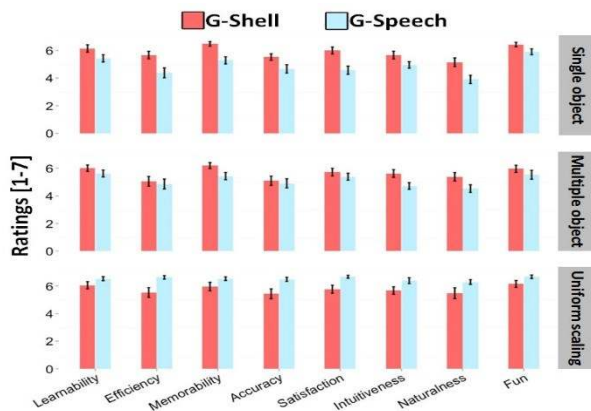 G-Shell G-Speech
Ratings [1-7]
6
4
2
0
Single object
6
4
2
0
Multiple object
6
4
2
0
Uniform scaling
Learnability Efficiency Memorability Accuracy Satisfaction Intuitiveness Naturalness Fun